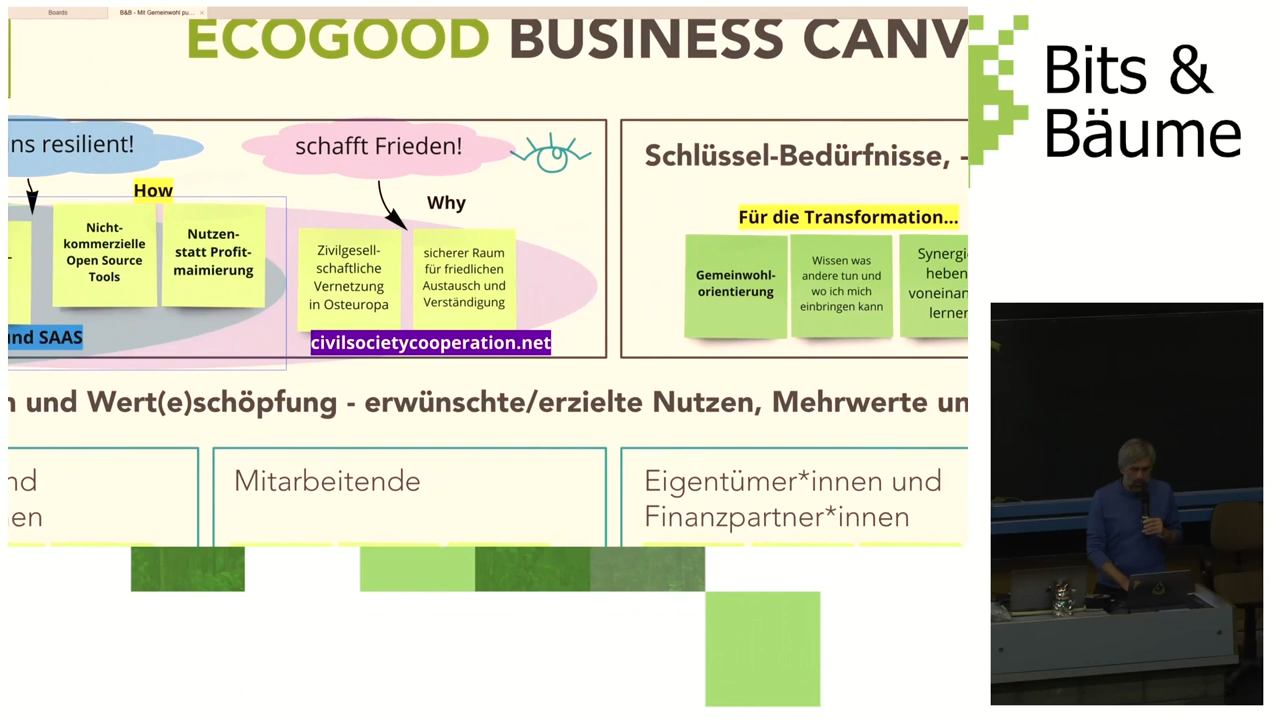 Boards
B&B - Mit Gemeinwohl pu...
ECOGOOD BUSINESS CANV
ns resilient!
schafft Frieden!
How
Why
Nicht-
kommerzielle
Open Source
Tools
Nutzen-
statt Profit-
maimierung
Zivilgesell-
schaftliche
Vernetzung
in Osteuropa
sicherer Raum
für friedlichen
Austausch und
Verständigung
und SAAS
civilsocietycooperation.net
Schlüssel-Bedürfnisse, -
Für die Transformation...
Gemeinwohl-
orientierung
Wissen was
andere tun und
wo ich mich
einbringen kann
Synergie
heben
voneinan
lerner
n und Wert(e)schöpfung - erwünschte/erzielte Nutzen, Mehrwerte un
nd
en
Mitarbeitende
Eigentümer*innen und
Finanzpartner*innen
Bits &
Bäume